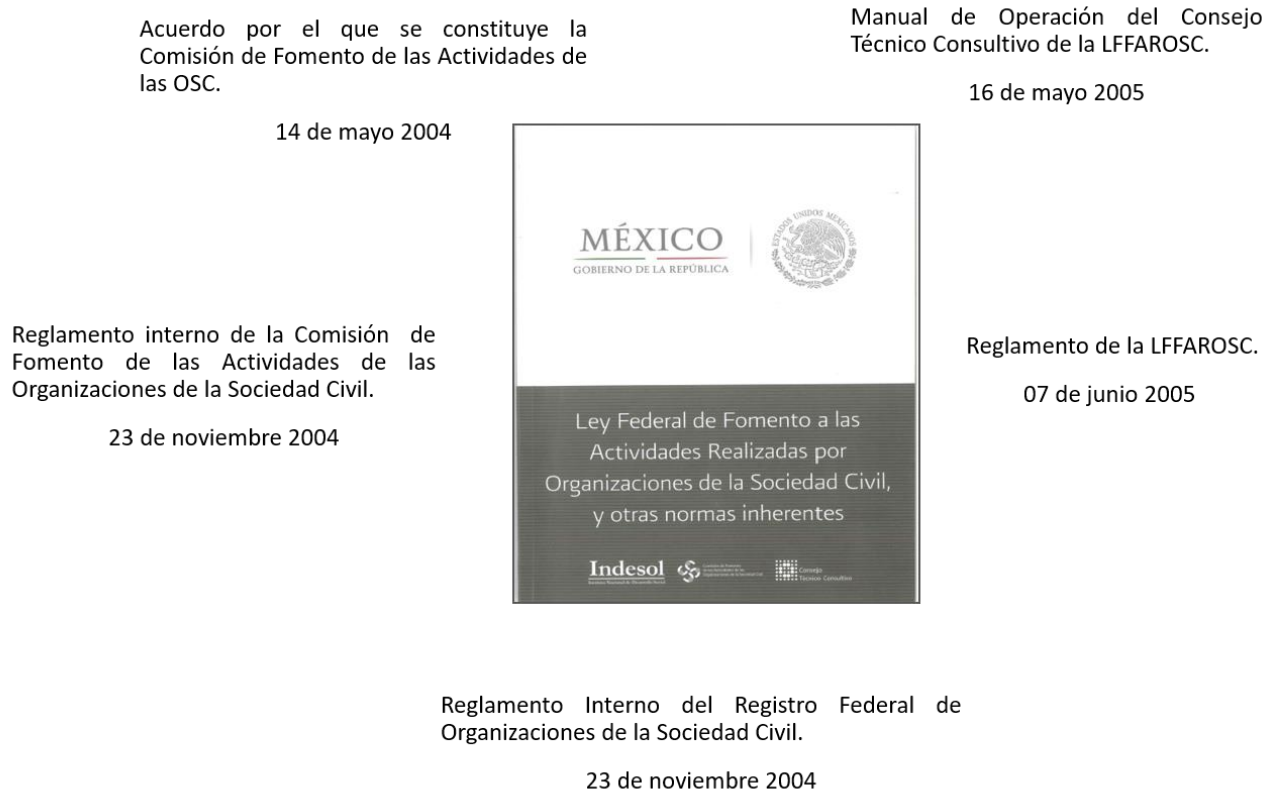 Acuerdo por el que se constituye la
Comisión de Fomento de las Actividades de
las OSC.
14 de mayo 2004
Manual de Operación del Consejo
Técnico Consultivo de la LFFAROSC.
16 de mayo 2005
MÉXICO
GOBIERNO DE LA REPÚBLICA
ESTADOS UNIDOS MEXICANOS
Reglamento interno de la Comisión de
Fomento de las Actividades de las
Organizaciones de la Sociedad Civil.
23 de noviembre 2004
Reglamento de la LFFAROSC.
07 de junio 2005
Ley Federal de Fomento a las
Actividades Realizadas por
Organizaciones de la Sociedad Civil,
y otras normas inherentes
Indesol
Consejo
Técnico Consultivo
Reglamento Interno del Registro Federal de
Organizaciones de la Sociedad Civil.
23 de noviembre 2004